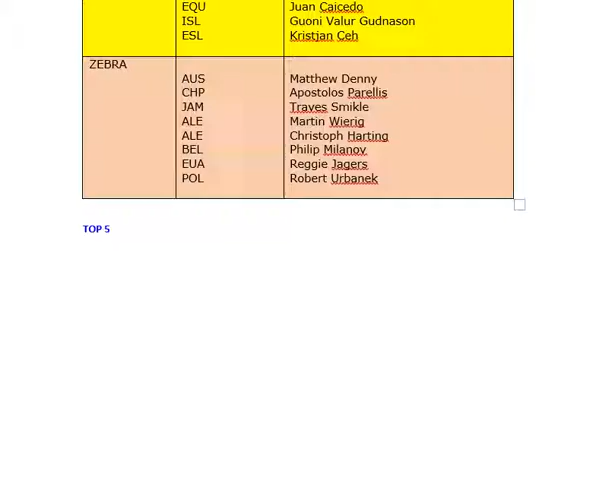 EQU Juan Caicedo
ISL Guoni Valur Gudnason
ESL Kristjan Ceh
ZEBRA
AUS Matthew Denny
CHP Apostolos Parellis
JAM Traves Smikle
ALE Martin Wierig
ALE Christoph Harting
BEL Philip Milanov
EUA Reggie Jagers
POL Robert Urbanek
TOP 5